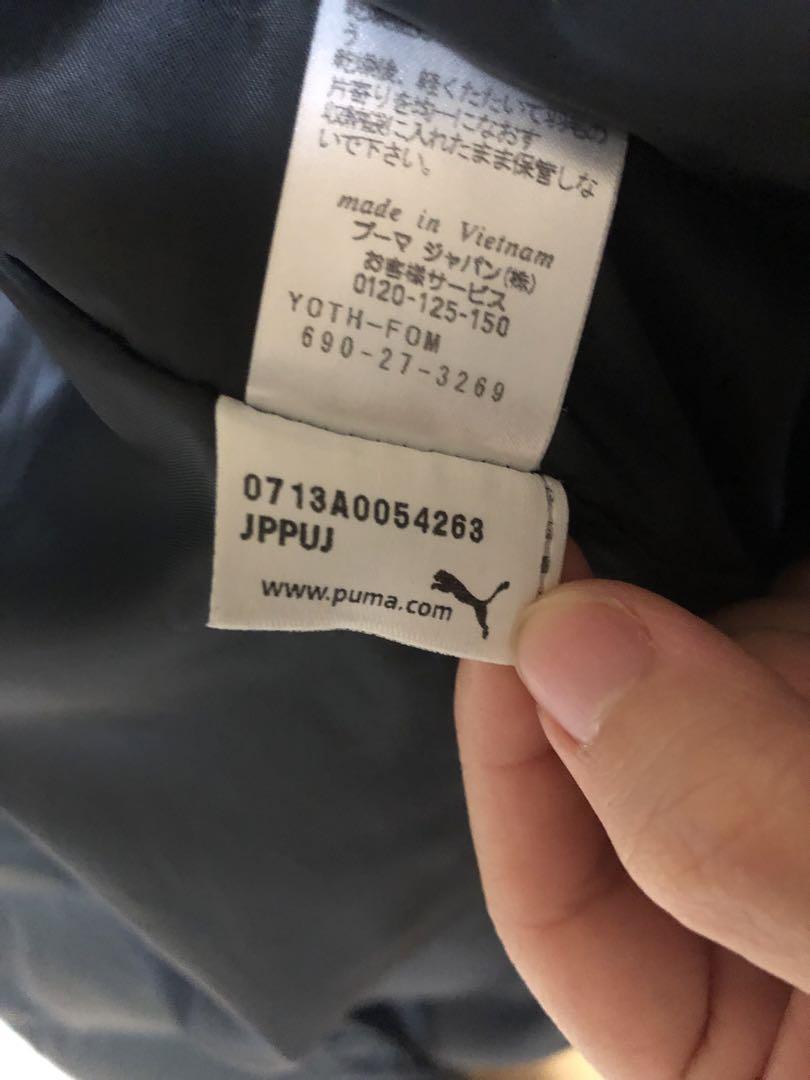 う
乾燥後、軽くたたいて羽毛の
片寄りを均一になおす
収納袋に入れたまま保管しな
いで下さい。
made in Vietnam
プーマ ジャパン(株)
お客様サービス
0120-125-150
YOTH-FOM
690-27-3269
0713A0054263
JPPUJ
www.puma.com